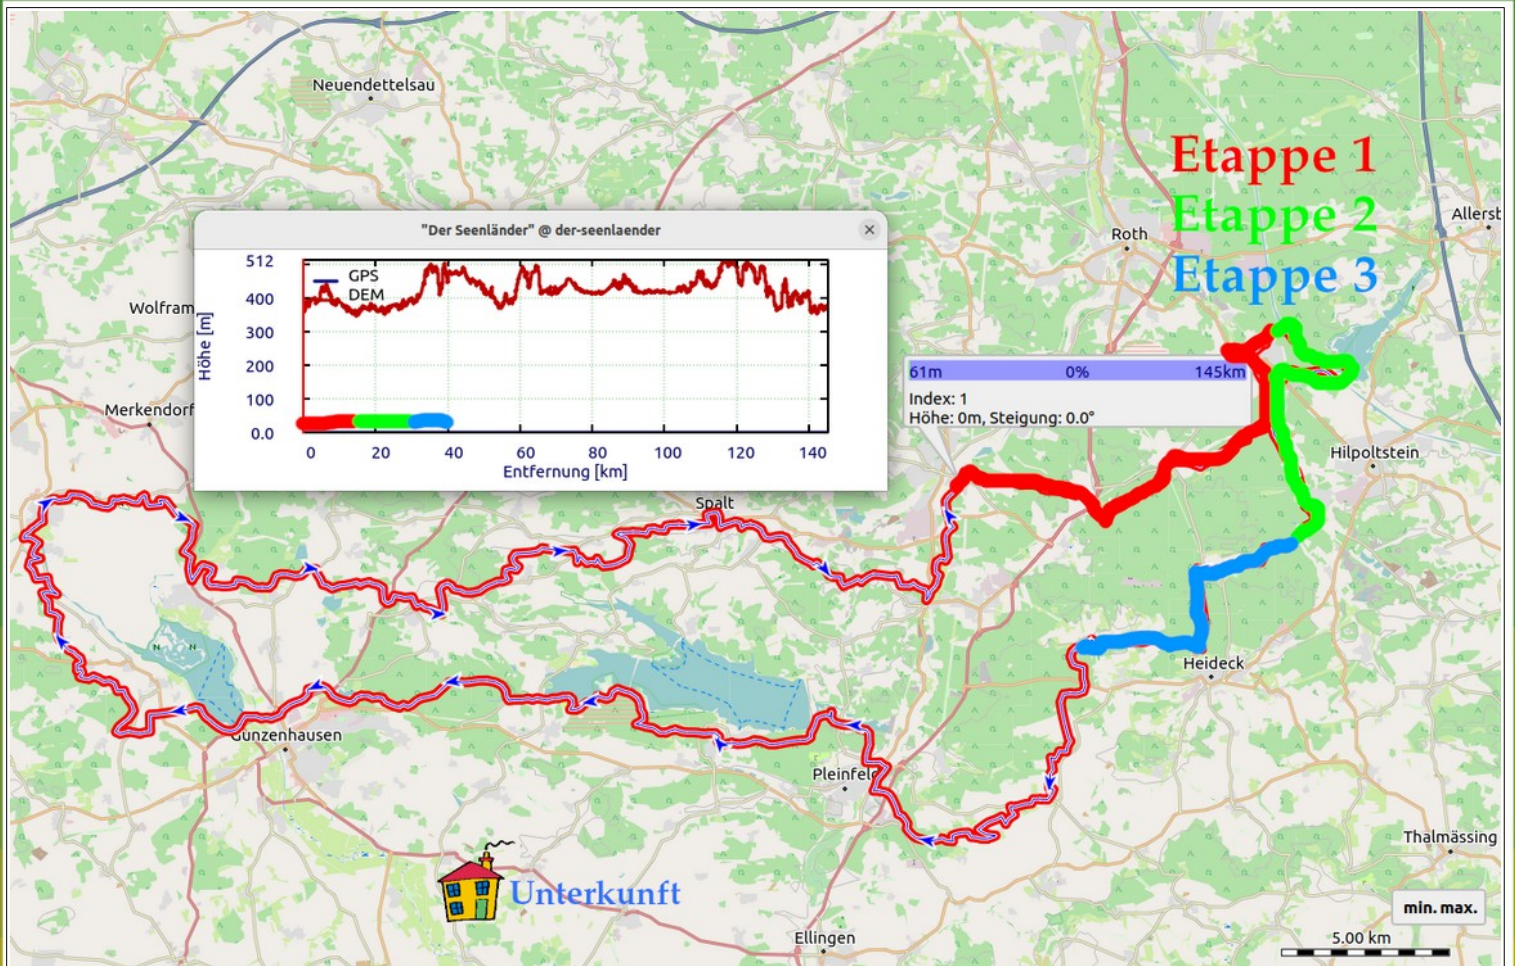 Neuendettelsau
Etappe 1
Etappe 2
Allersb
Roth
"Der Seenländer" @ der-seenlaender
Etappe 3
512
GPS
DEM
400
Wolfram
300
Höhe [m]
200
100
0.0
0 20 40 60 80 100 120 140
Entfernung [km]
61m 0% 145km
Index: 1
Höhe: 0m, Steigung: 0.0°
Merkendorf
Hilpoltstein
Spalt
N N
Heideck
Gunzenhausen
Pleinfeld
Thalmässing
Unterkunft
min. max.
Ellingen
5.00 km